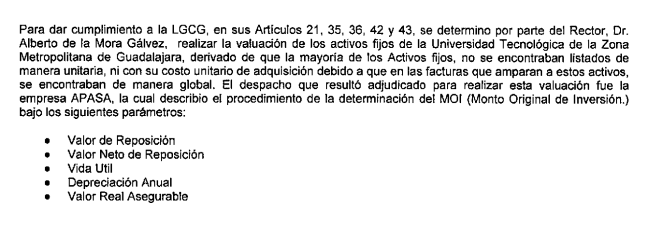 Para dar cumplimiento a la LGCG, en sus Artículos 21, 35, 36, 42 y 43, se determino por parte del Rector, Dr.
Alberto de la Mora Gálvez, realizar la valuación de los activos fijos de la Universidad Tecnológica de la Zona
Metropolitana de Guadalajara, derivado de que la mayoría de los Activos fijos, no se encontraban listados de
manera unitaria, ni con su costo unitario de adquisición debido a que en las facturas que amparan a estos activos,
se encontraban de manera global. El despacho que resultó adjudicado para realizar esta valuación fue la
empresa APASA, la cual describio el procedimiento de la determinación del MOI (Monto Original de Inversión.)
bajo los siguientes parámetros:
• Valor de Reposición
• Valor Neto de Reposición
• Vida Util
• Depreciación Anual
• Valor Real Asegurable